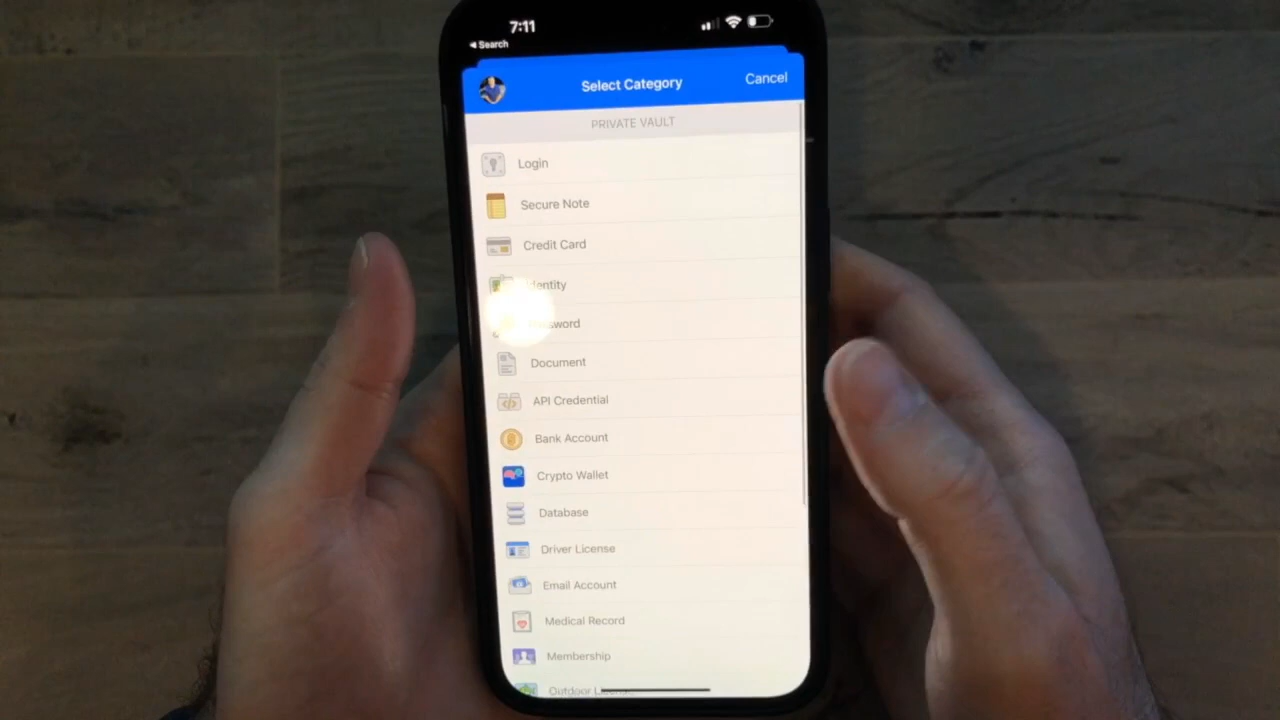 7:11
◂ Search
Select Category
Cancel
PRIVATE VAULT
Login
Secure Note
Credit Card
Identity
Password
Document
API Credential
Bank Account
Crypto Wallet
Database
Driver License
Email Account
Medical Record
Membership
Outdoor License